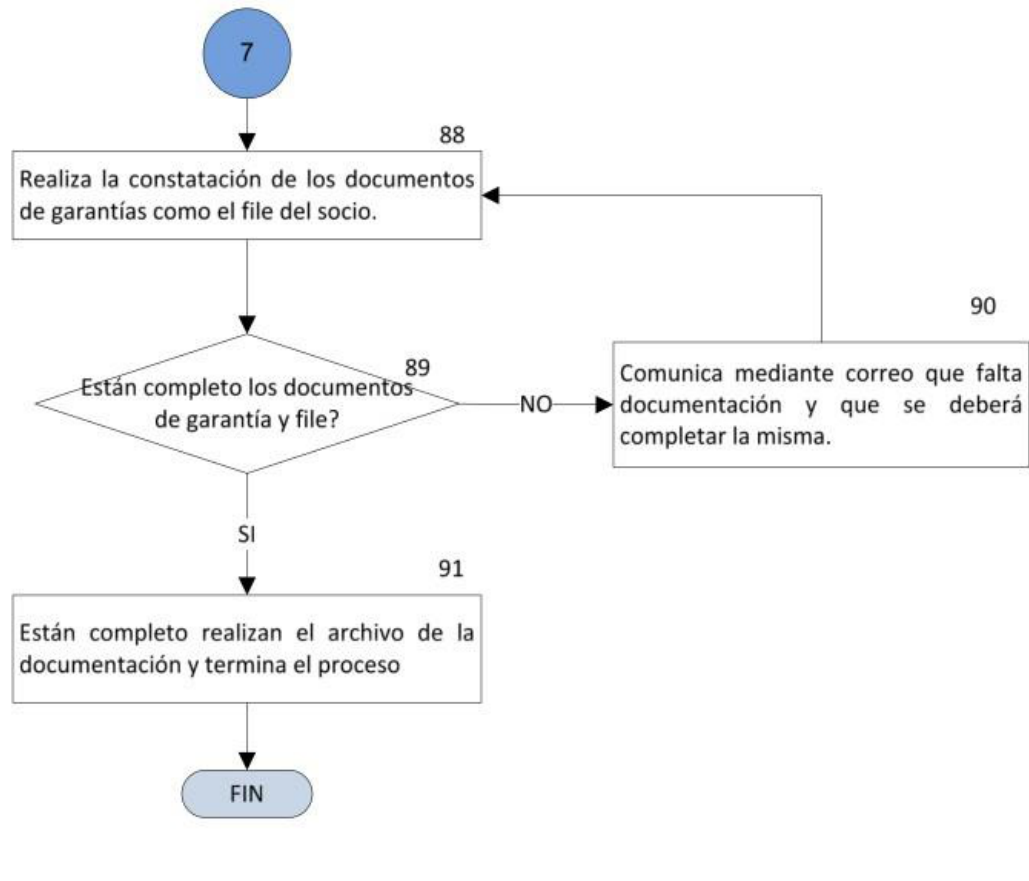 7
88
Realiza la constatación de los documentos
de garantías como el file del socio.
89
Están completo los documentos
de garantía y file?
NO
90
Comunica mediante correo que falta
documentación y que se deberá
completar la misma.
SI
91
Están completo realizan el archivo de la
documentación y termina el proceso
FIN